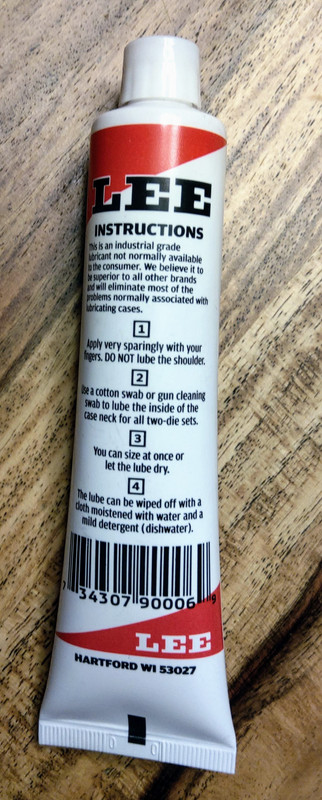 LEE
INSTRUCTIONS
This is an industrial grade
lubricant not normally available
to the consumer. We believe it to
be superior to all other brands
and will eliminate most of the
problems normally associated with
lubricating cases.
1
Apply very sparingly with your
fingers. DO NOT lube the shoulder.
2
Use a cotton swab or gun cleaning
swab to lube the inside of the
case neck for all two-die sets.
3
You can size at once or
let the lube dry.
4
The lube can be wiped off with a
cloth moistened with water and a
mild detergent (dishwater).
7 34307 90006 9
LEE
HARTFORD WI 53027